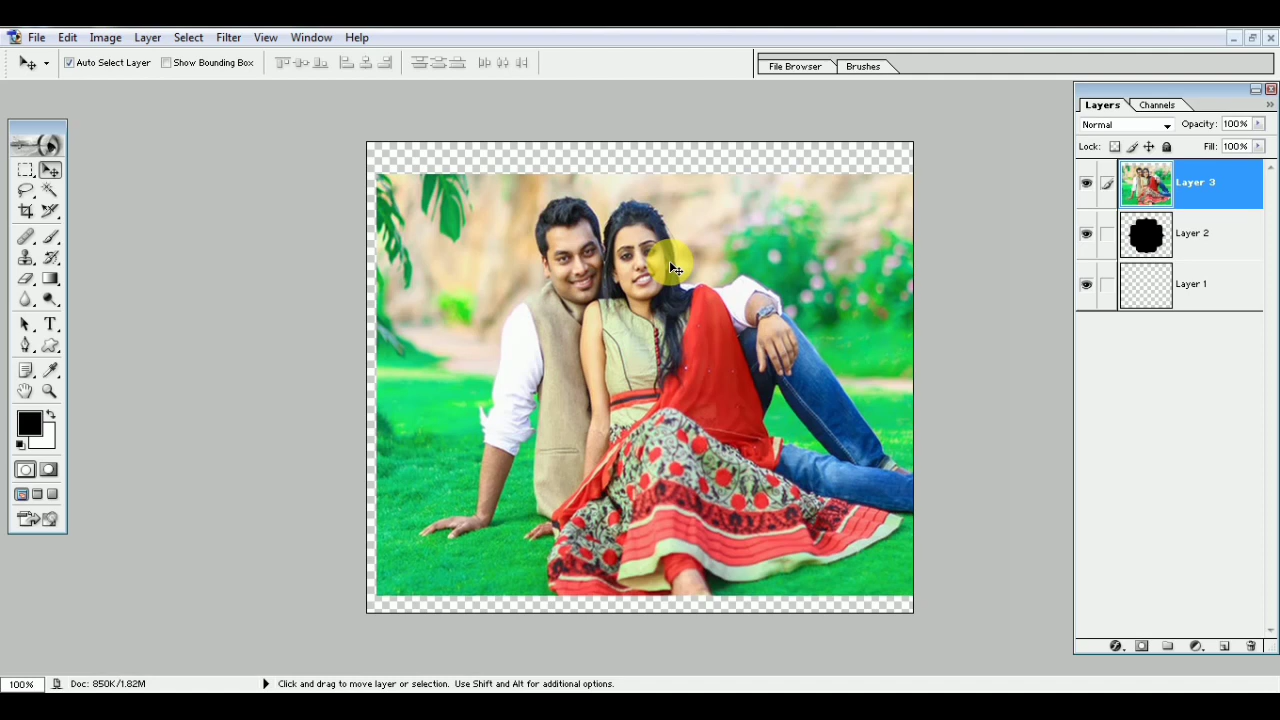 File Edit Image Layer Select Filter View Window Help
Auto Select Layer Show Bounding Box
File Browser Brushes
Layers Channels
Normal Opacity: 100%
Lock: Fill: 100%
Layer 3
Layer 2
Layer 1
100% Doc: 850K/1.82M Click and drag to move layer or selection. Use Shift and Alt for additional options.